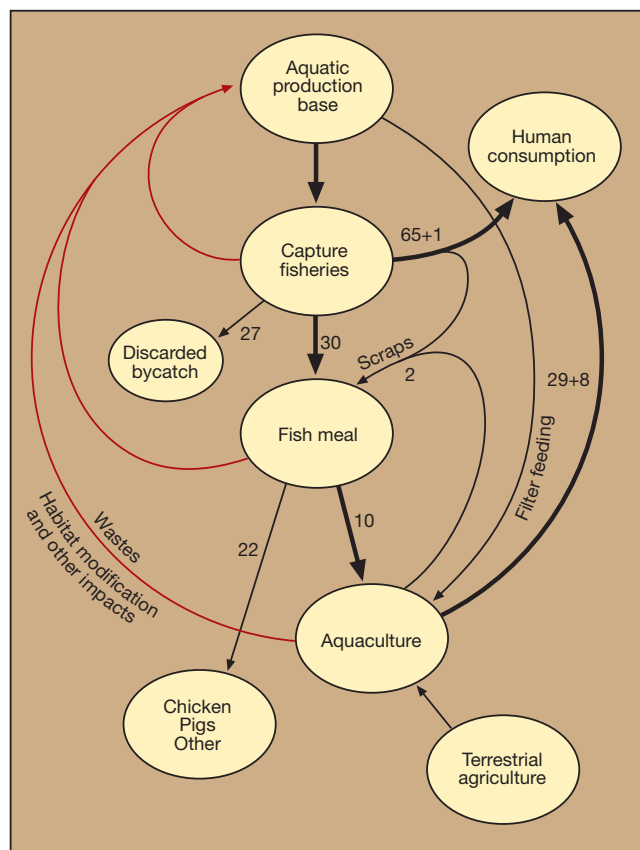 Aquatic
production
base
Human
consumption
Capture
fisheries
65+1
27
30
Discarded
bycatch
Scraps
2
29+8
Fish meal
Filter feeding
10
22
Wastes
Habitat modification
and other impacts
Aquaculture
Chicken
Pigs
Other
Terrestrial
agriculture